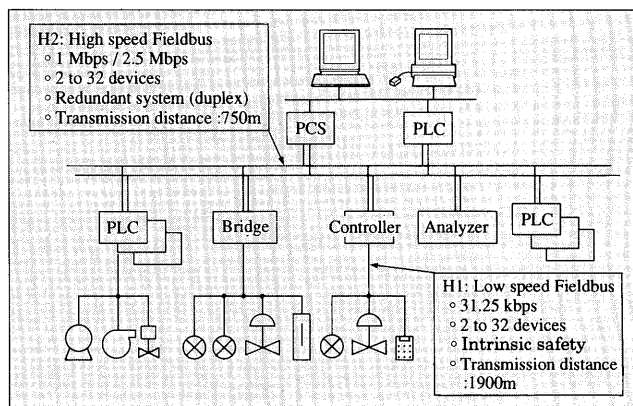 H2: High speed Fieldbus
○ 1 Mbps / 2.5 Mbps
○ 2 to 32 devices
○ Redundant system (duplex)
○ Transmission distance :750m
PCS
PLC
PLC
Bridge
Controller
Analyzer
PLC
H1: Low speed Fieldbus
○ 31.25 kbps
○ 2 to 32 devices
○ Intrinsic safety
○ Transmission distance
:1900m